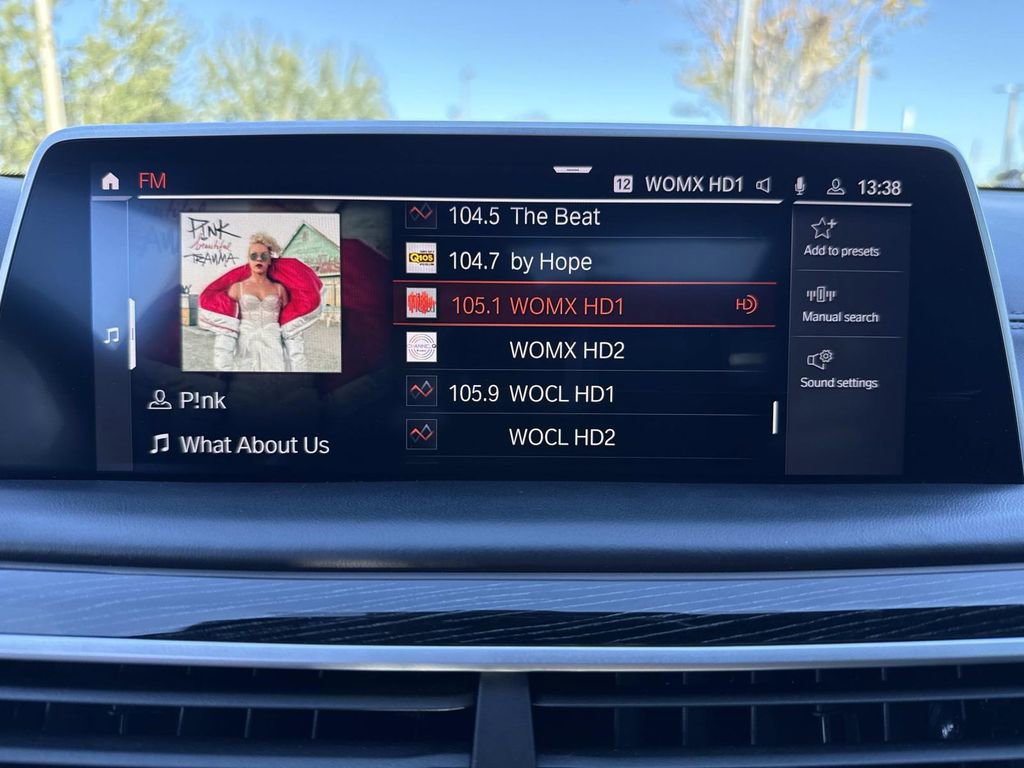 FM
12 WOMX HD1 13:38
P!nk
beautiful
TRAUMA
P!nk
What About Us
104.5 The Beat
Q105
104.7 by Hope
105.1 WOMX HD1 HD
WOMX HD2
105.9 WOCL HD1
WOCL HD2
Add to presets
Manual search
Sound settings